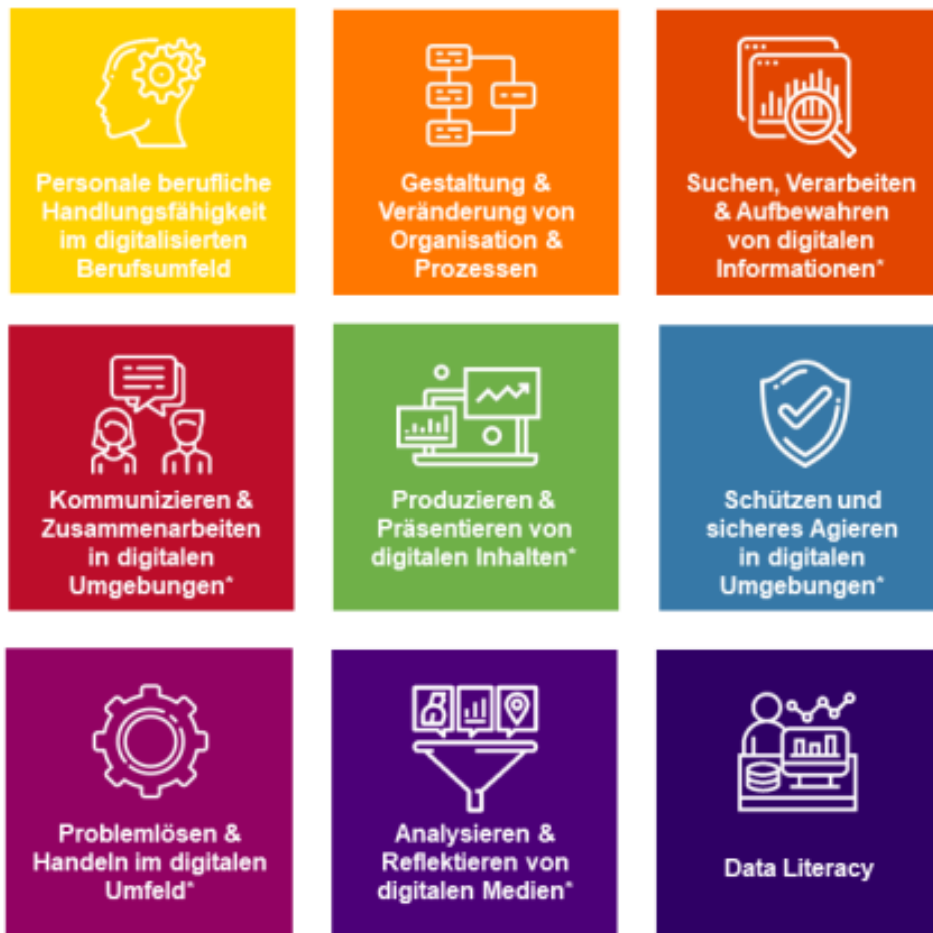 Personale berufliche
Handlungsfähigkeit
im digitalisierten
Berufsumfeld
Gestaltung &
Veränderung von
Organisation &
Prozessen
Suchen, Verarbeiten
& Aufbewahren
von digitalen
Informationen*
Kommunizieren &
Zusammenarbeiten
in digitalen
Umgebungen*
Produzieren &
Präsentieren von
digitalen Inhalten*
Schützen und
sicheres Agieren
in digitalen
Umgebungen*
Problemlösen &
Handeln im digitalen
Umfeld*
Analysieren &
Reflektieren von
digitalen Medien*
Data Literacy